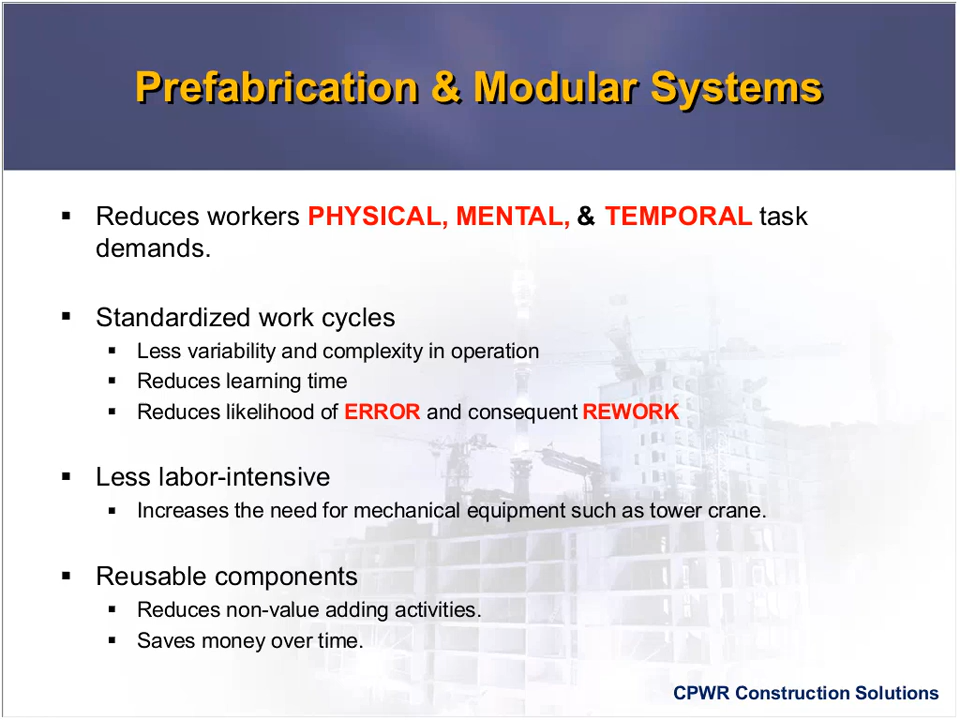 Prefabrication & Modular Systems
▪ Reduces workers PHYSICAL, MENTAL, & TEMPORAL task
demands.
▪ Standardized work cycles
▪ Less variability and complexity in operation
▪ Reduces learning time
▪ Reduces likelihood of ERROR and consequent REWORK
▪ Less labor-intensive
▪ Increases the need for mechanical equipment such as tower crane.
▪ Reusable components
▪ Reduces non-value adding activities.
▪ Saves money over time.
CPWR Construction Solutions